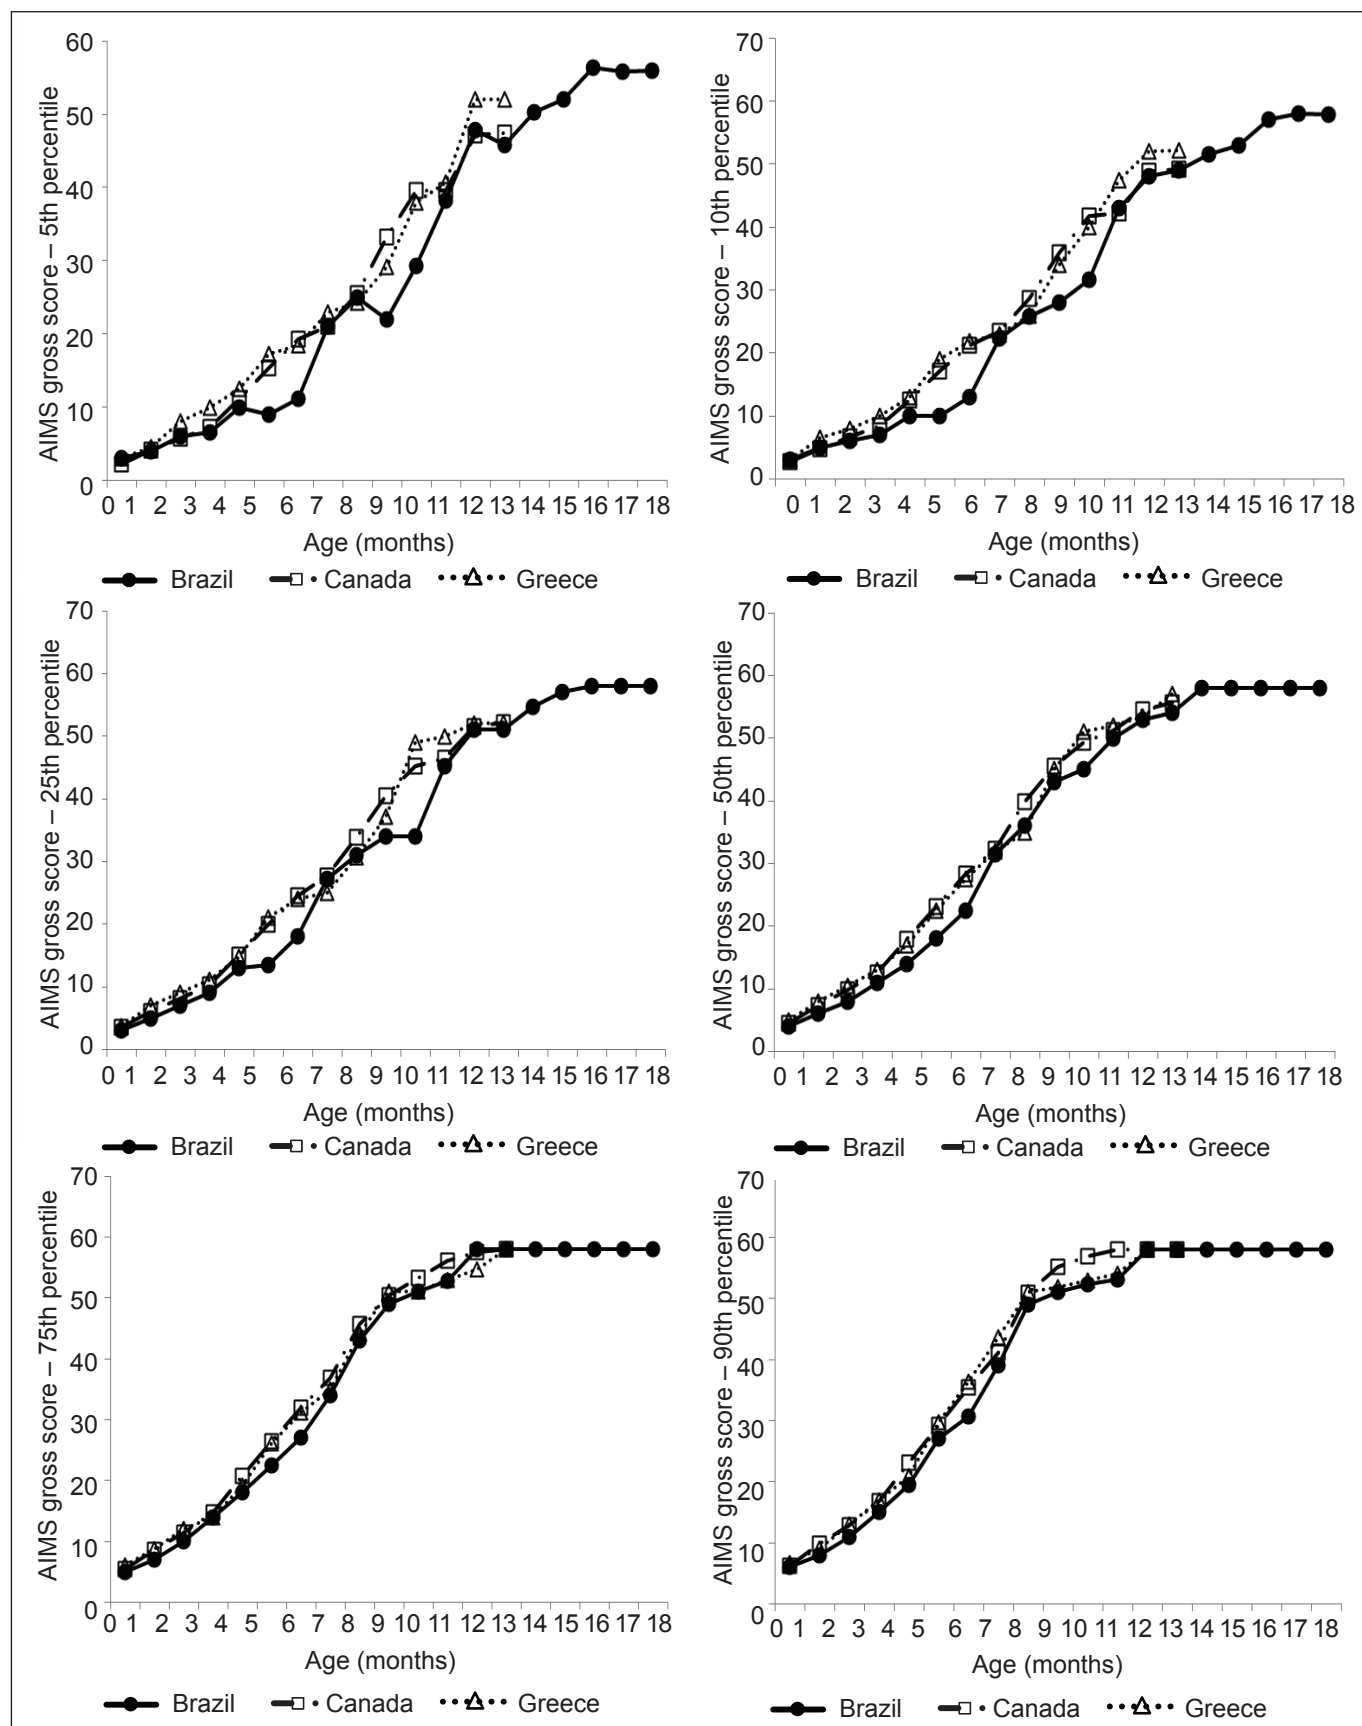 60
50
40
30
20
10
0
AIMS gross score – 5th percentile
0 1 2 3 4 5 6 7 8 9 10 11 12 13 15 16 17 18
Age (months)
Brazil Canada Greece
70
60
50
40
30
20
10
0
AIMS gross score – 10th percentile
0 1 2 3 4 5 6 7 8 9 10 11 12 13 15 16 17 18
Age (months)
Brazil Canada Greece
70
60
50
40
30
20
10
0
AIMS gross score – 25th percentile
0 1 2 3 4 5 6 7 8 9 10 11 12 13 14 15 16 17 18
Age (months)
Brazil Canada Greece
70
60
50
40
30
20
10
0
AIMS gross score – 50th percentile
0 1 2 3 4 5 6 7 8 9 10 11 12 13 14 15 16 17 18
Age (months)
Brazil Canada Greece
70
60
50
40
30
20
10
0
AIMS gross score – 75th percentile
0 1 2 3 4 5 6 7 8 9 10 11 12 13 14 15 16 17 18
Age (months)
Brazil Canada Greece
70
60
50
40
30
20
10
0
AIMS gross score – 90th percentile
0 1 2 3 4 5 6 7 8 9 10 11 12 13 14 15 16 17 18
Age (months)
Brazil Canada Greece